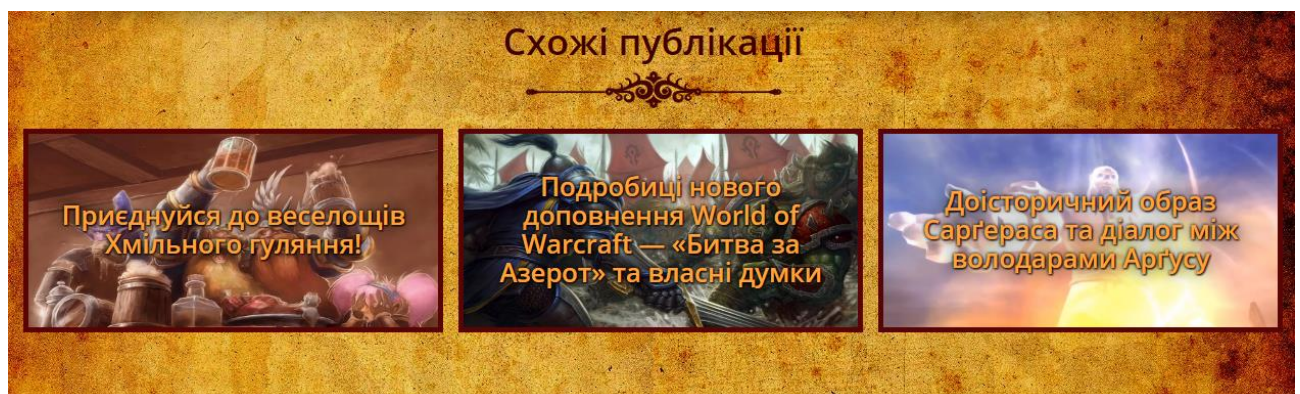 Схожі публікації
Приєднуйся до веселощів
Хмільного гуляння!
Подробиці нового
доповнення World of
Warcraft — «Битва за
Азерот» та власні думки
Доісторичний образ
Сарґераса та діалог між
володарами Арґусу